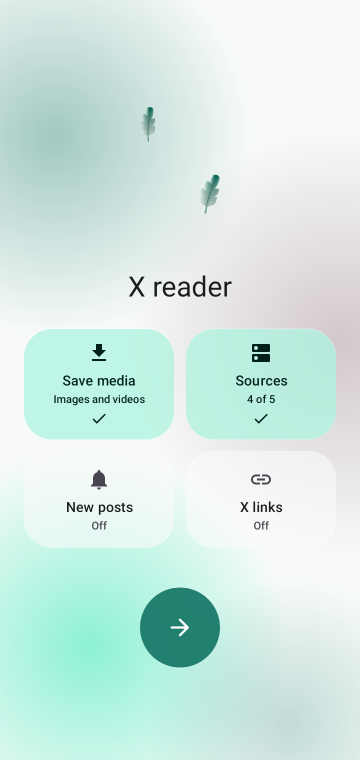 X reader
Save media
Images and videos
Sources
4 of 5
New posts
Off
X links
Off